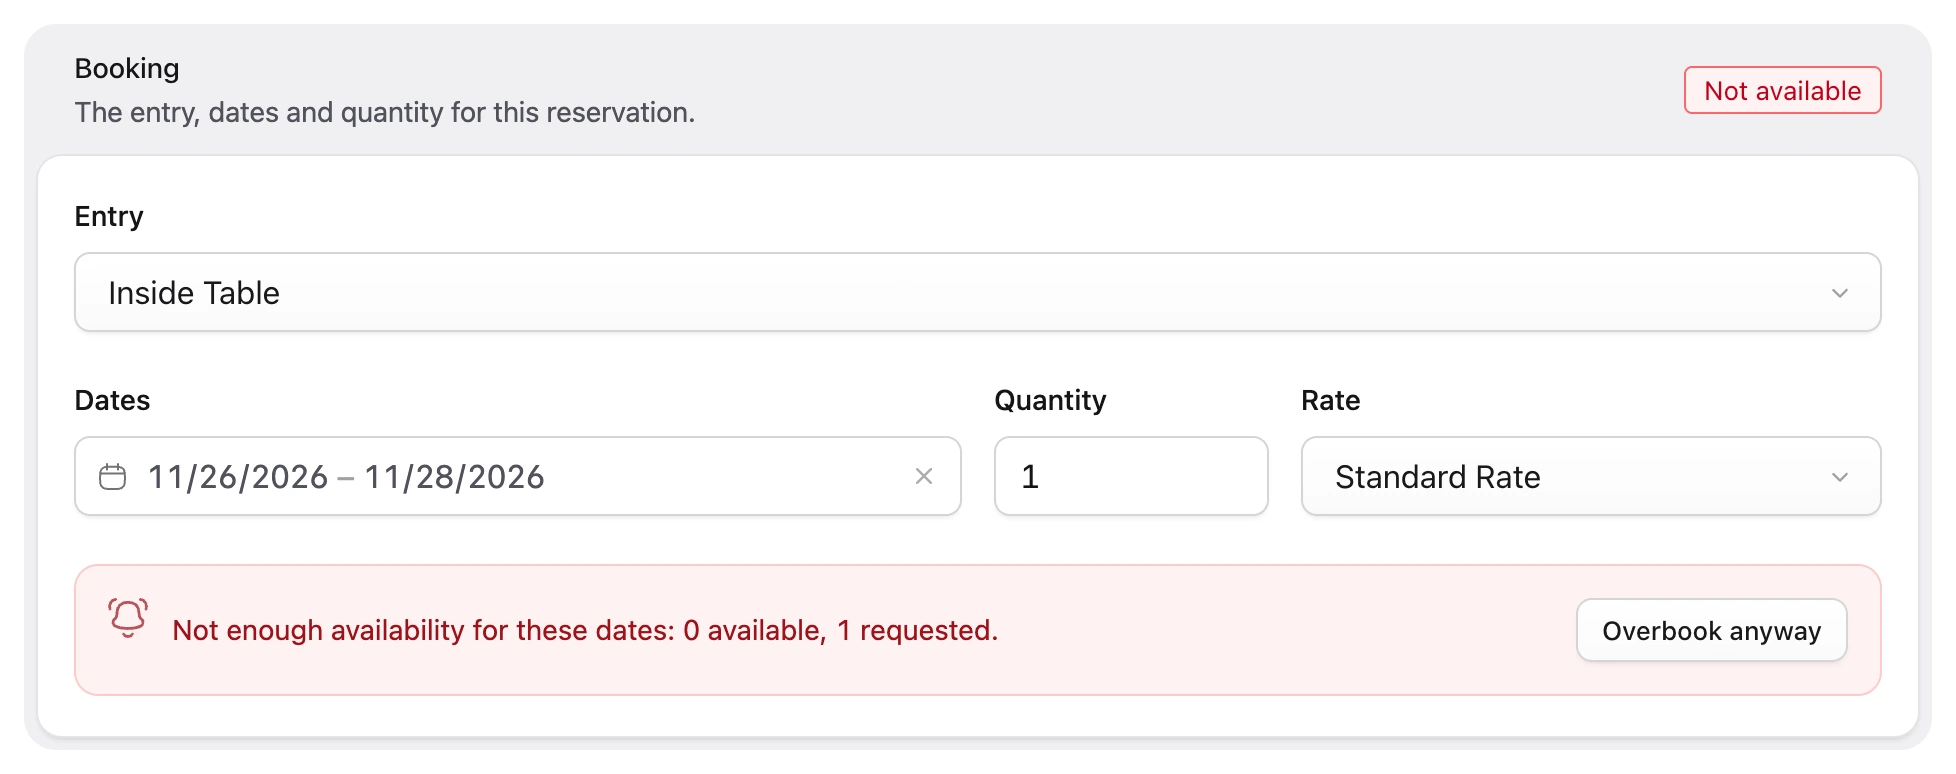 Booking
The entry, dates and quantity for this reservation.
Not available
Entry
Inside Table
Dates
Quantity
Rate
11/26/2026 – 11/28/2026
1
Standard Rate
Not enough availability for these dates: 0 available, 1 requested.
Overbook anyway